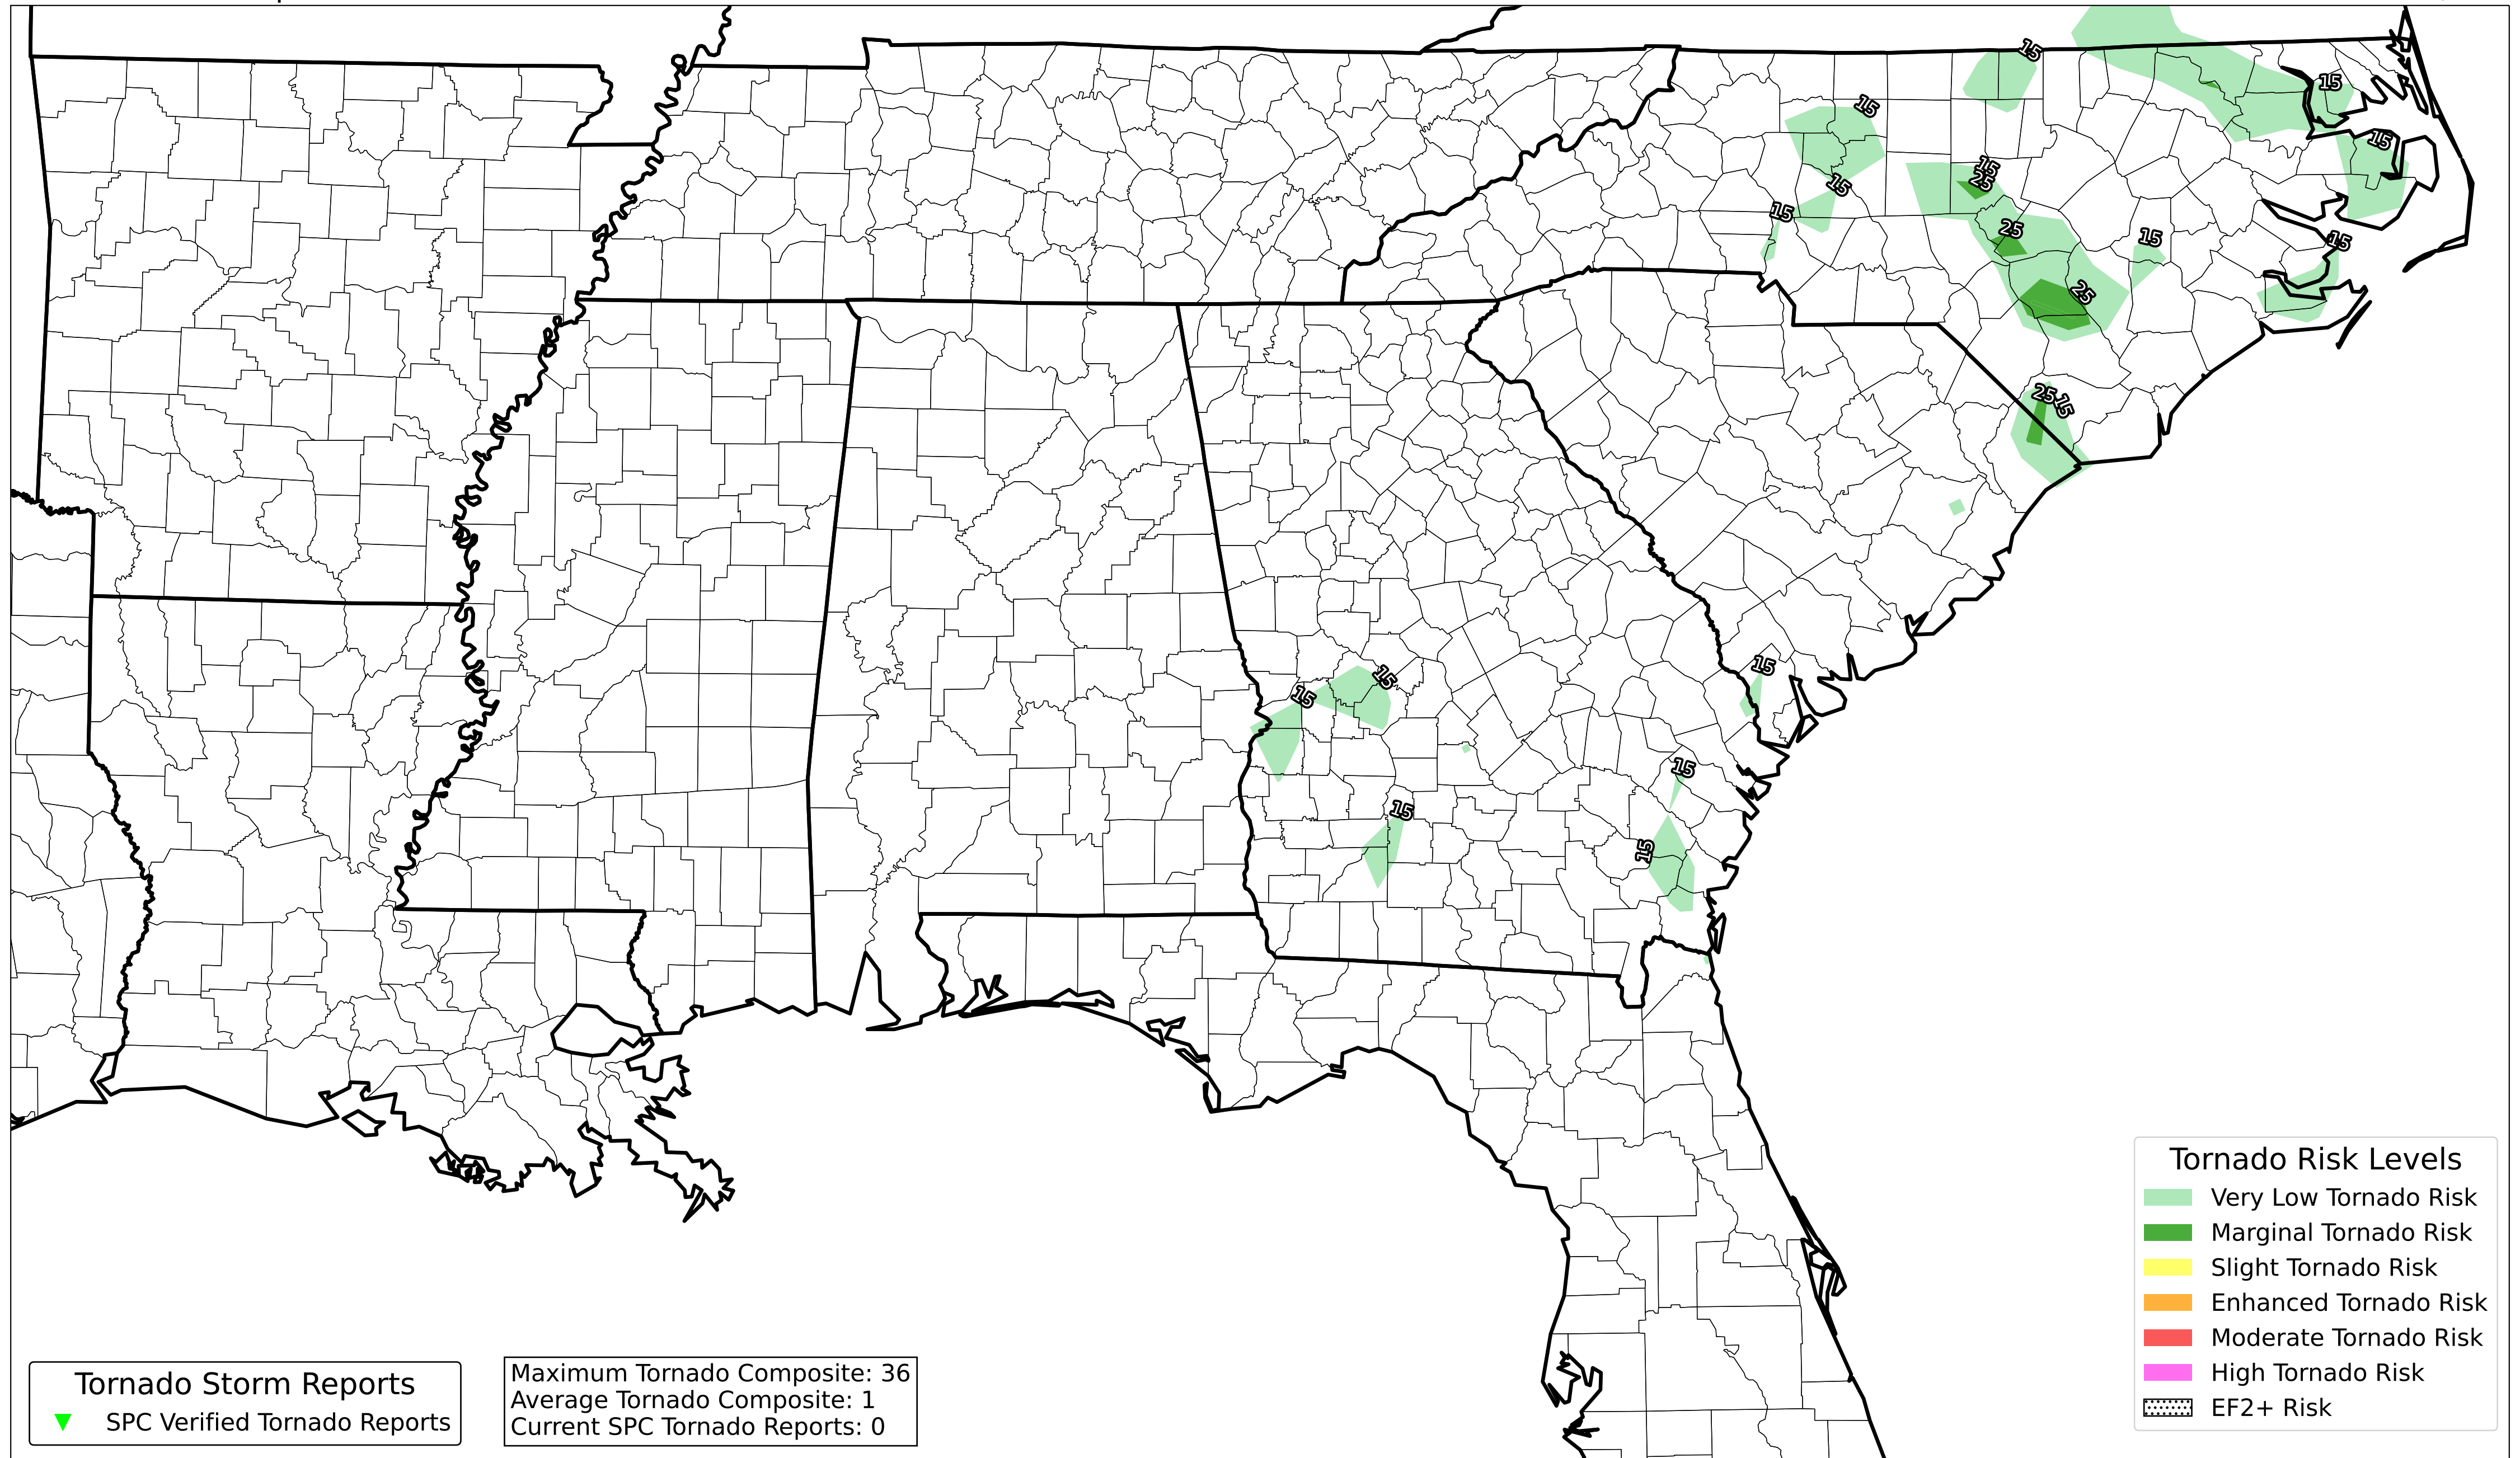 15
15
15
15
15
15
25
15
15
25
15
15
25
25
15
15
15
15
15
15
15
Tornado Risk Levels
Very Low Tornado Risk
Marginal Tornado Risk
Slight Tornado Risk
Enhanced Tornado Risk
Moderate Tornado Risk
High Tornado Risk
EF2+ Risk
Tornado Storm Reports
SPC Verified Tornado Reports
Maximum Tornado Composite: 36
Average Tornado Composite: 1
Current SPC Tornado Reports: 0